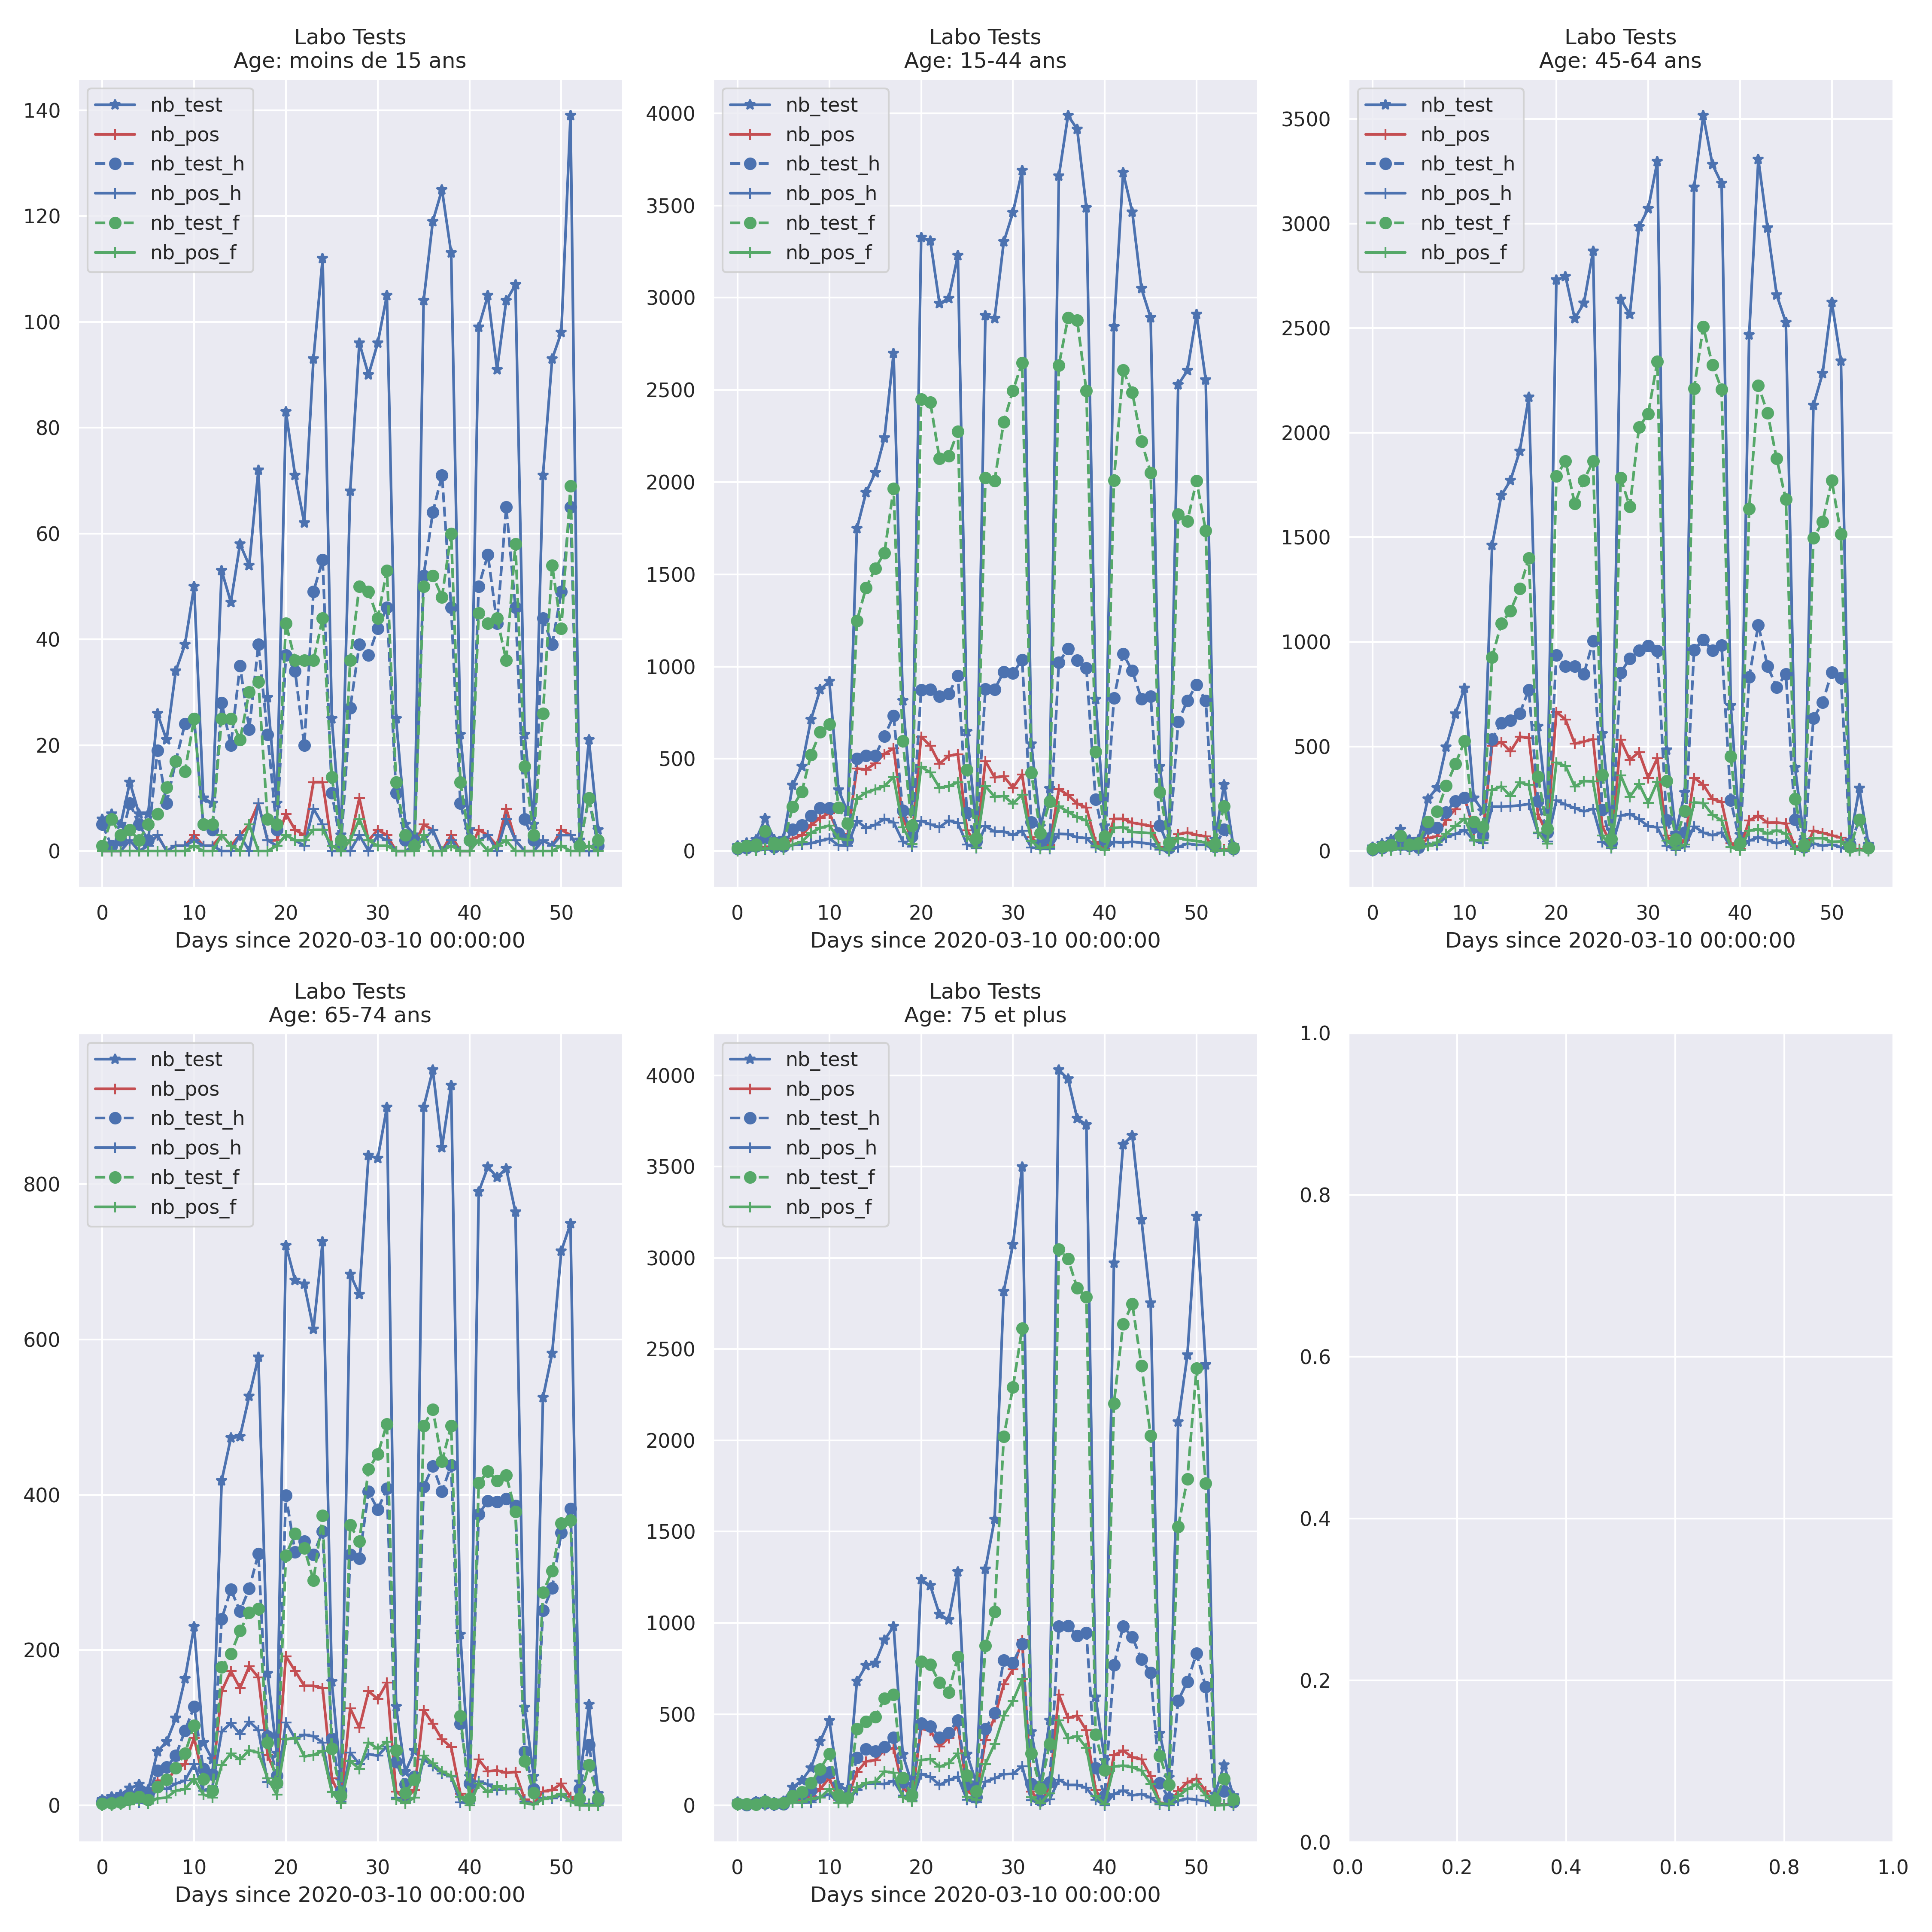 Labo Tests
Age: moins de 15 ans
140
120
100
80
60
40
20
0
nb_test
nb_pos
nb_test_h
nb_pos_h
nb_test_f
nb_pos_f
0 10 20 30 40 50
Days since 2020-03-10 00:00:00
Labo Tests
Age: 15-44 ans
4000
3500
3000
2500
2000
1500
1000
500
0
nb_test
nb_pos
nb_test_h
nb_pos_h
nb_test_f
nb_pos_f
0 10 20 30 40 50
Days since 2020-03-10 00:00:00
Labo Tests
Age: 45-64 ans
3500
3000
2500
2000
1500
1000
500
0
nb_test
nb_pos
nb_test_h
nb_pos_h
nb_test_f
nb_pos_f
0 10 20 30 40 50
Days since 2020-03-10 00:00:00
Labo Tests
Age: 65-74 ans
800
600
400
200
0
nb_test
nb_pos
nb_test_h
nb_pos_h
nb_test_f
nb_pos_f
0 10 20 30 40 50
Days since 2020-03-10 00:00:00
Labo Tests
Age: 75 et plus
4000
3500
3000
2500
2000
1500
1000
500
0
nb_test
nb_pos
nb_test_h
nb_pos_h
nb_test_f
nb_pos_f
0 10 20 30 40 50
Days since 2020-03-10 00:00:00
1.0
0.8
0.6
0.4
0.2
0.0
0.0 0.2 0.4 0.6 0.8 1.0